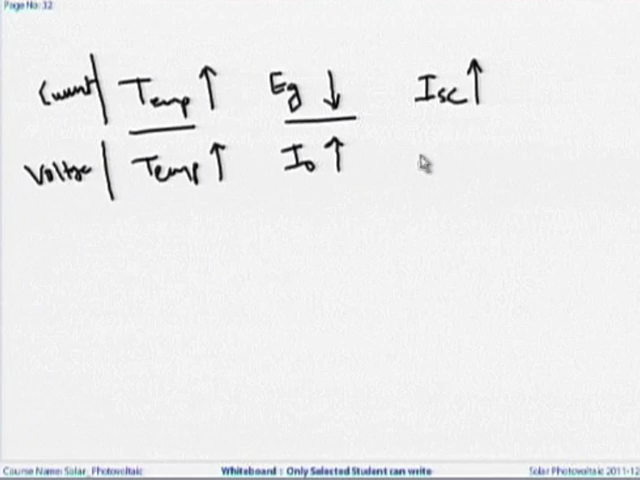 Page No: 32
Current | Temp ↑ Eg ↓ Isc ↑
Voltage | Temp ↑ Io ↑
Course Name: Solar_Photovoltaic Whiteboard : Only Selected Student can write Solar Photovoltaic 2011-12